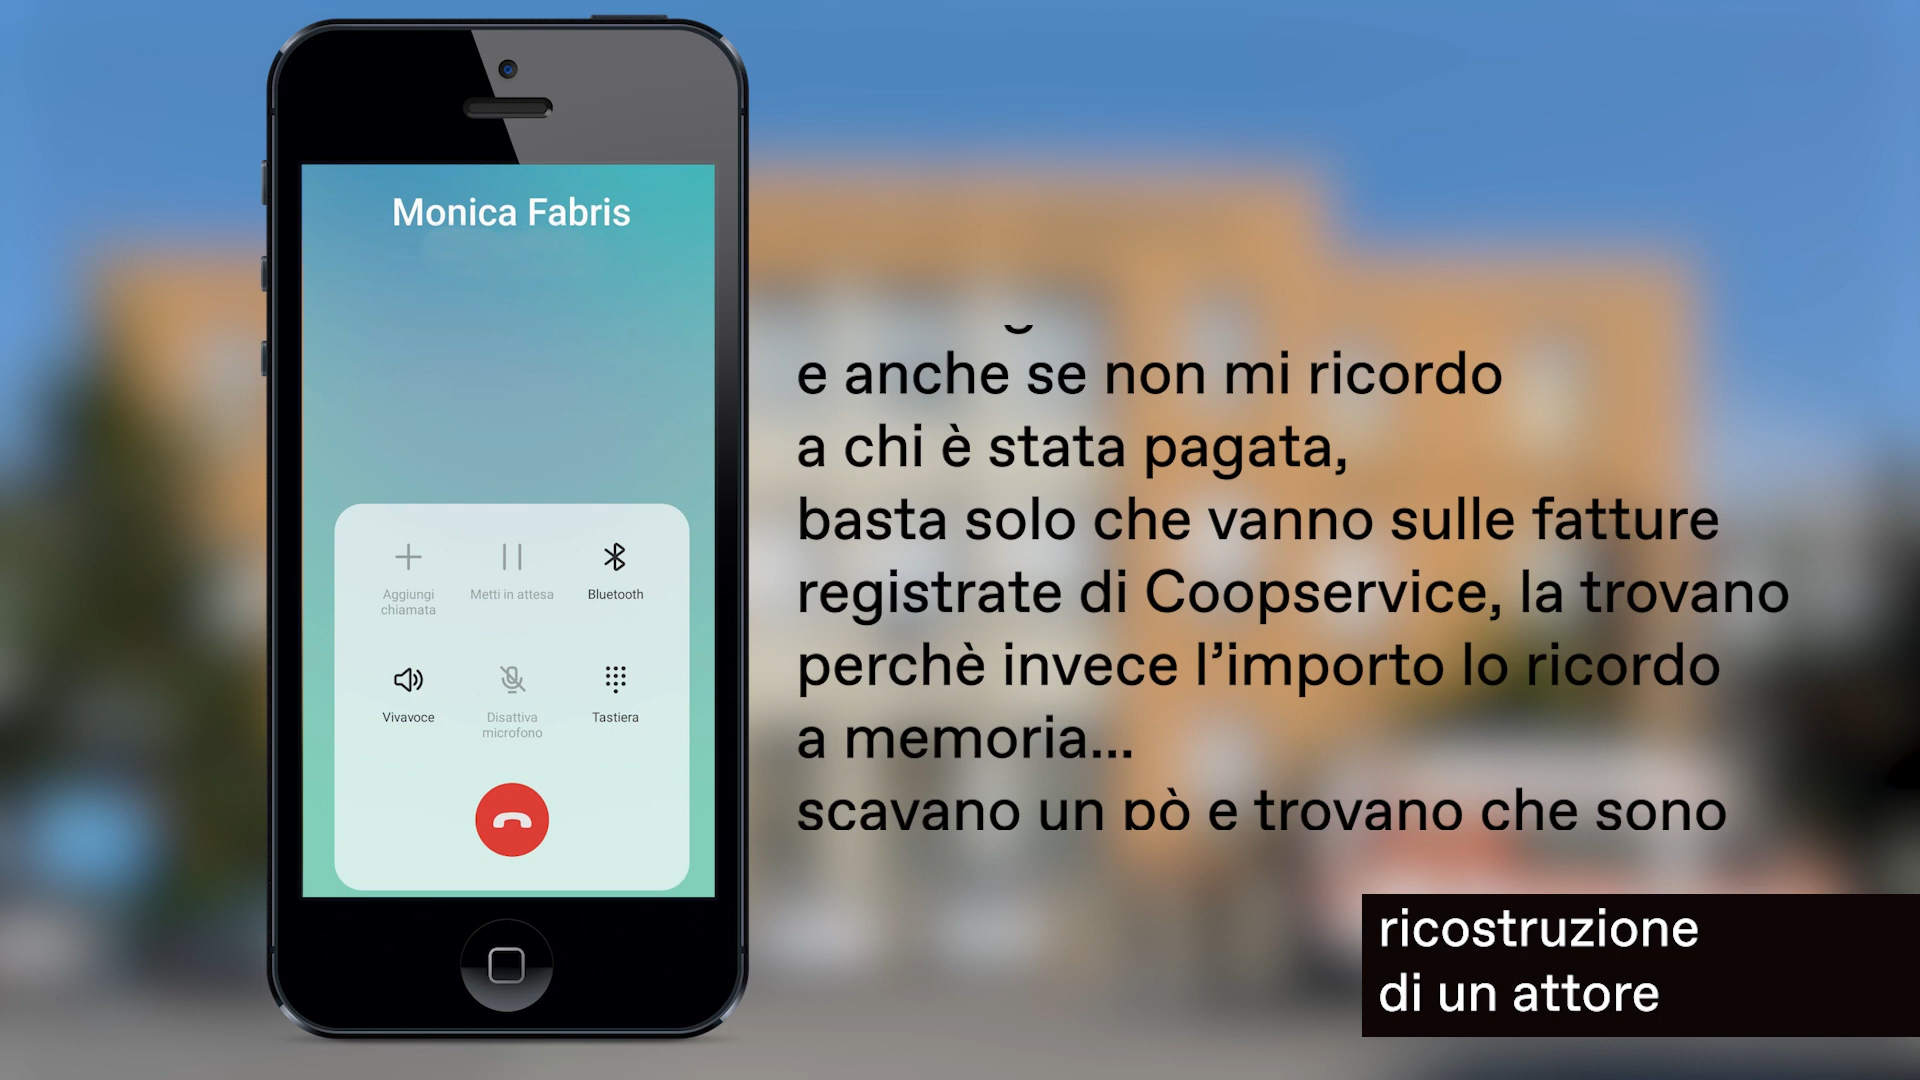 Monica Fabris
Aggiungi
chiamata
Metti in attesa
Bluetooth
Vivavoce
Disattiva
microfono
Tastiera
e anche se non mi ricordo
a chi è stata pagata,
basta solo che vanno sulle fatture
registrate di Coopservice, la trovano
perchè invece l’importo lo ricordo
a memoria...
scavano un pò e trovano che sono
ricostruzione
di un attore